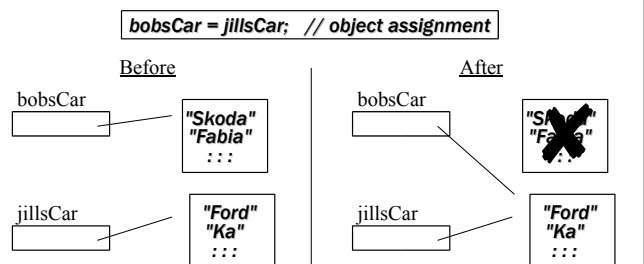 bobsCar = jillsCar;   // object assignment
Before
bobsCar
"Skoda"
"Fabia"
: : :
jillsCar
"Ford"
"Ka"
: : :
After
bobsCar
: :
jillsCar
"Ford"
"Ka"
: : :